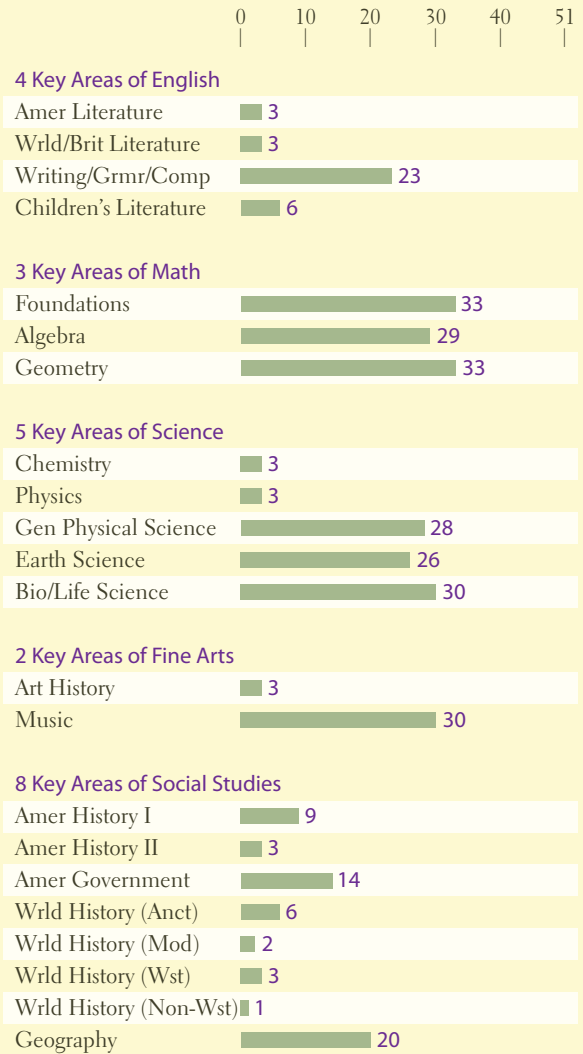 0 10 20 30 40 51
4 Key Areas of English
Amer Literature 3
Wrld/Brit Literature 3
Writing/Grmr/Comp 23
Children’s Literature 6
3 Key Areas of Math
Foundations 33
Algebra 29
Geometry 33
5 Key Areas of Science
Chemistry 3
Physics 3
Gen Physical Science 28
Earth Science 26
Bio/Life Science 30
2 Key Areas of Fine Arts
Art History 3
Music 30
8 Key Areas of Social Studies
Amer History I 9
Amer History II 3
Amer Government 14
Wrld History (Anct) 6
Wrld History (Mod) 2
Wrld History (Wst) 3
Wrld History (Non-Wst) 1
Geography 20